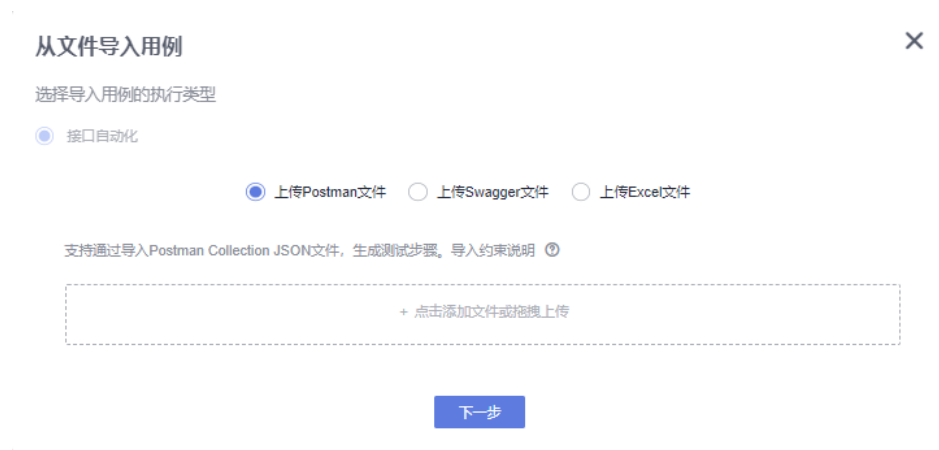 从文件导入用例
选择导入用例的执行类型
接口自动化
上传Postman文件 上传Swagger文件 上传Excel文件
支持通过导入Postman Collection JSON文件，生成测试步骤。导入约束说明 ?
+ 点击添加文件或拖拽上传
下一步